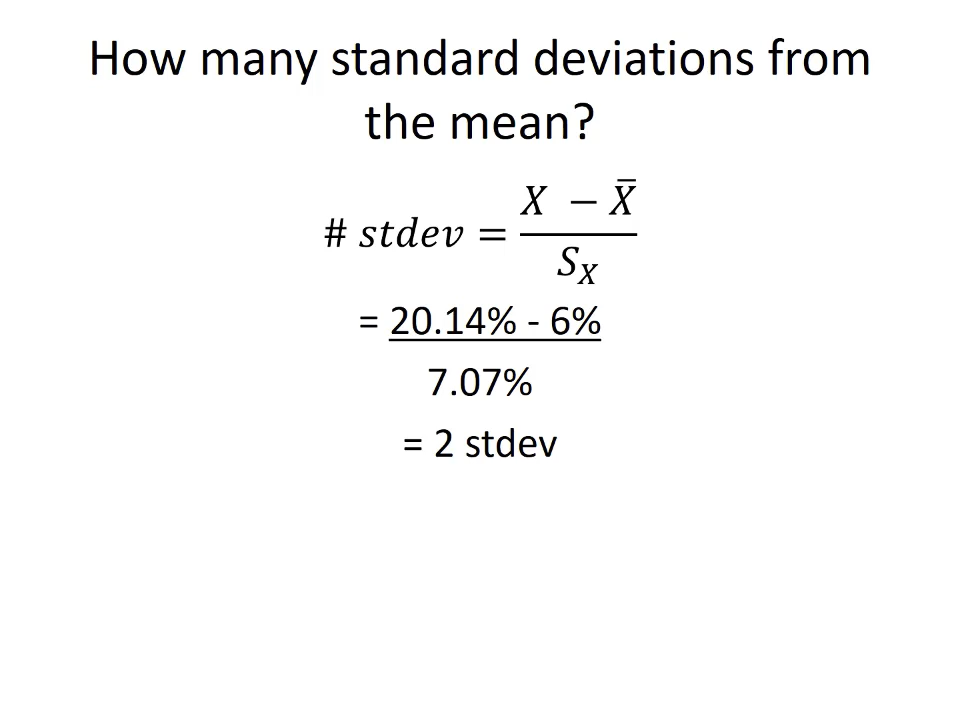 How many standard deviations from
the mean?
# stdev = (X − X̄) / S_X
= 20.14% - 6%
7.07%
= 2 stdev